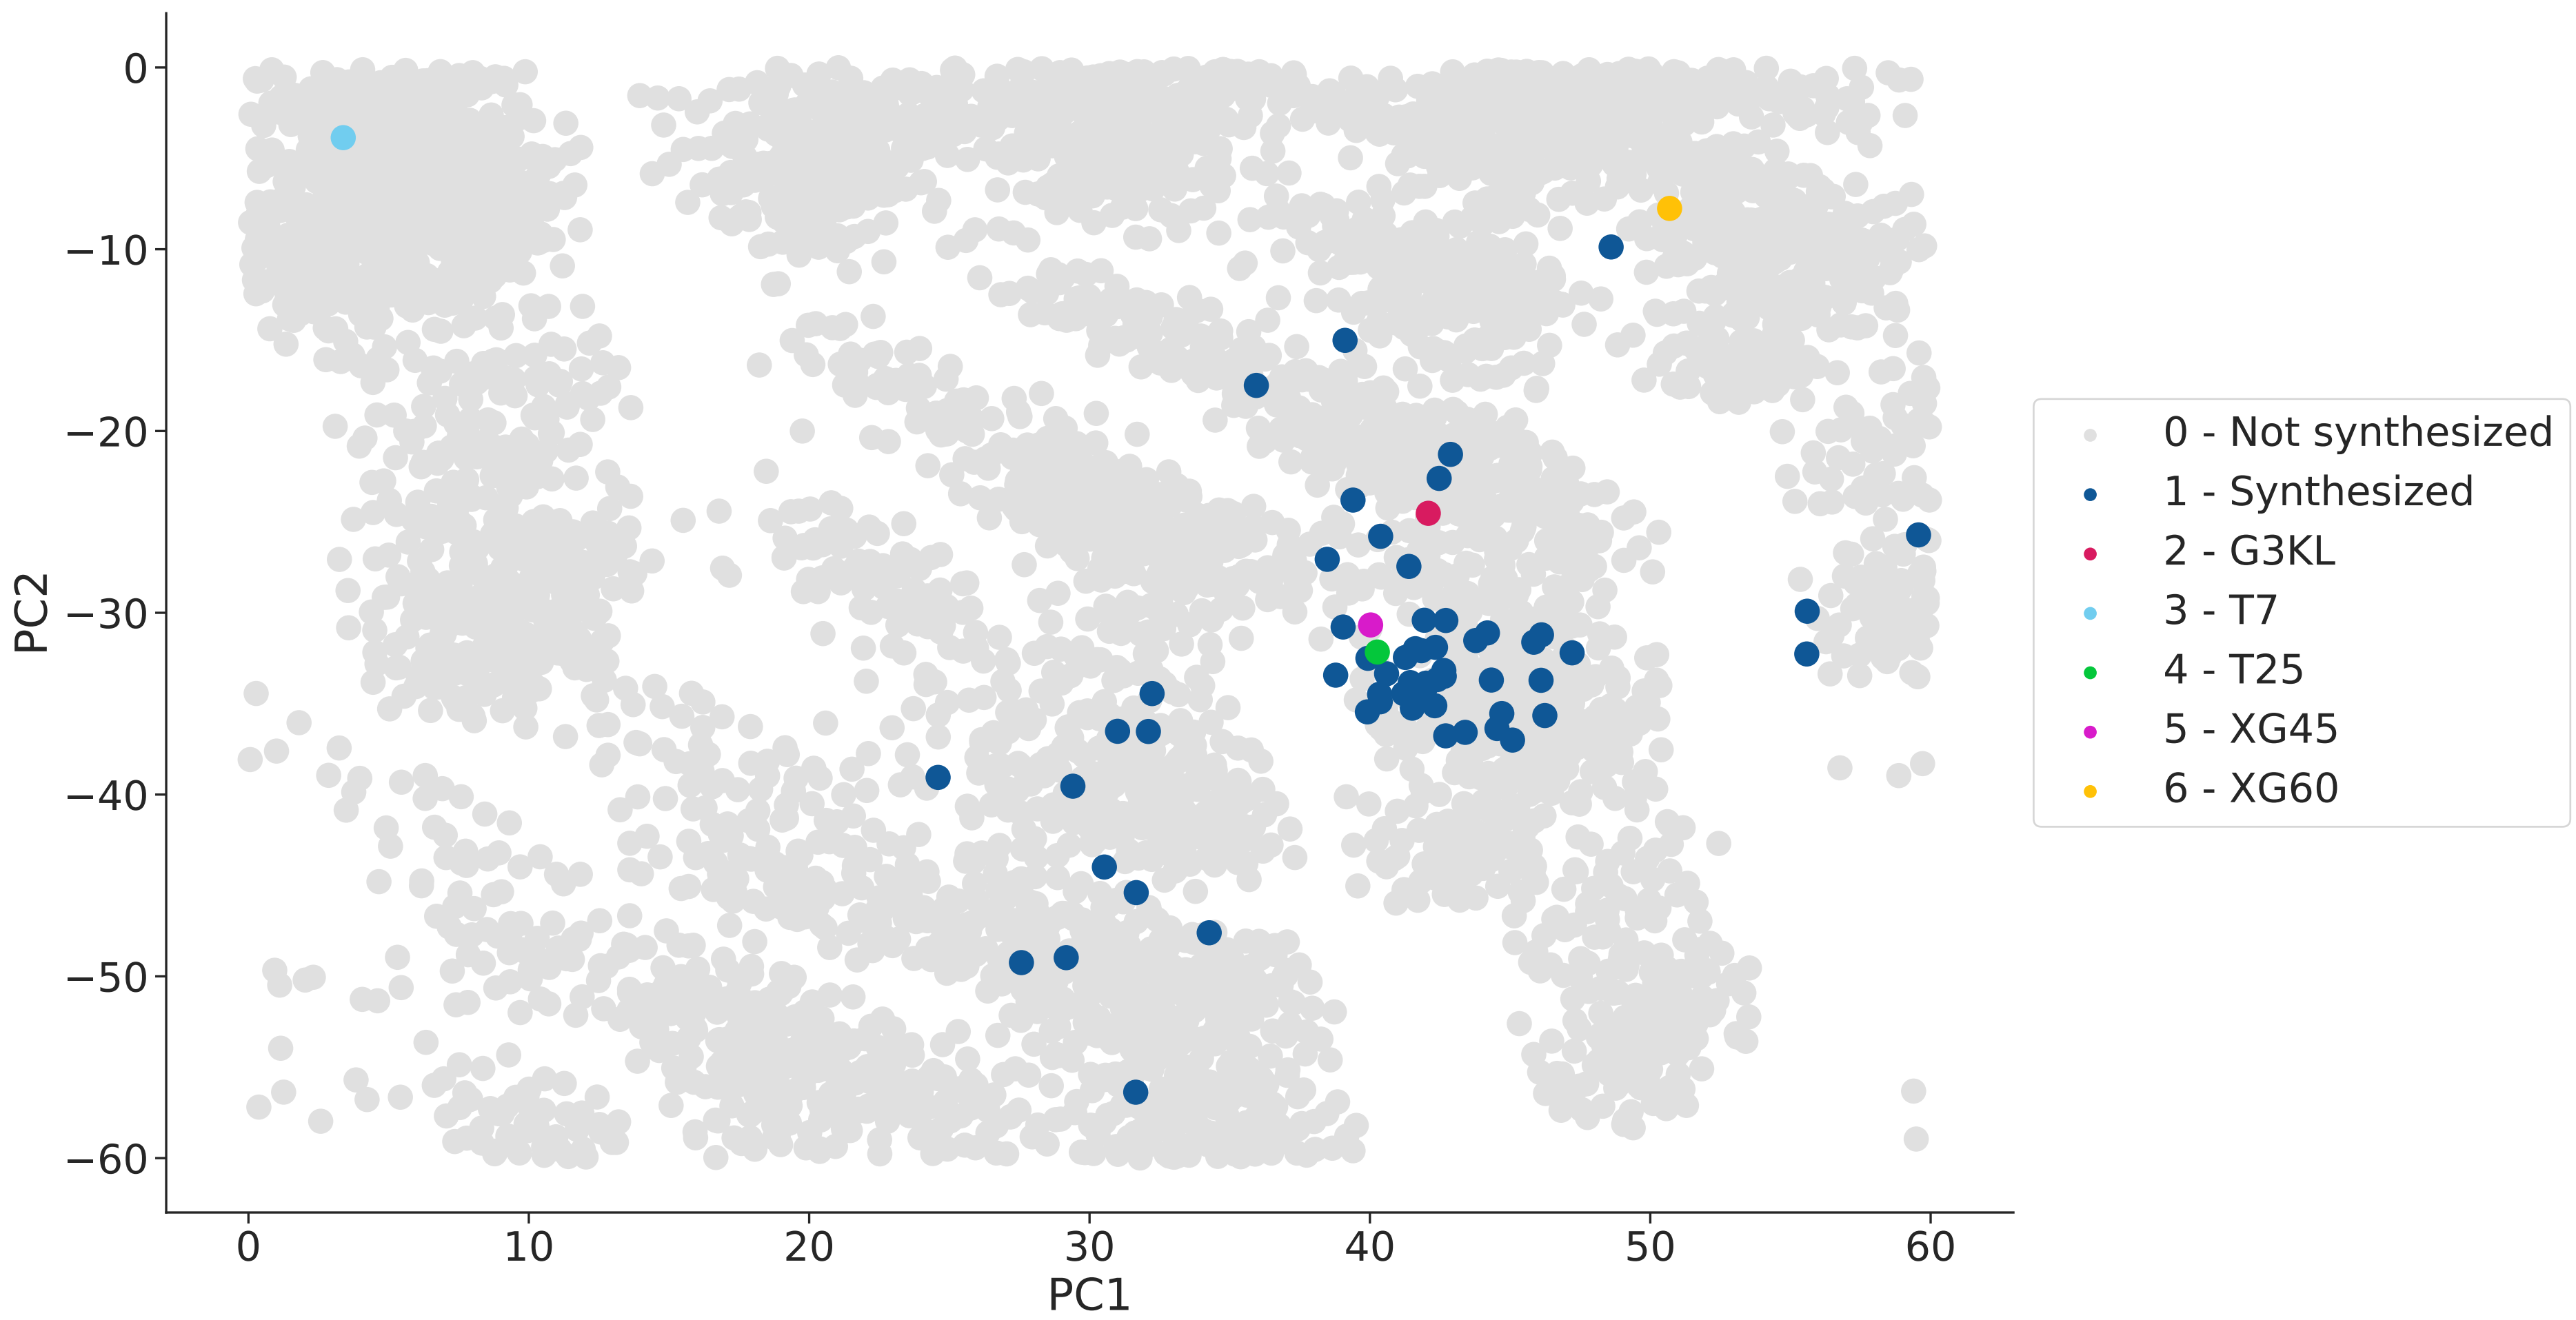 0
−10
−20
−30
−40
−50
−60
PC2
0 10 20 30 40 50 60
PC1
0 - Not synthesized
1 - Synthesized
2 - G3KL
3 - T7
4 - T25
5 - XG45
6 - XG60